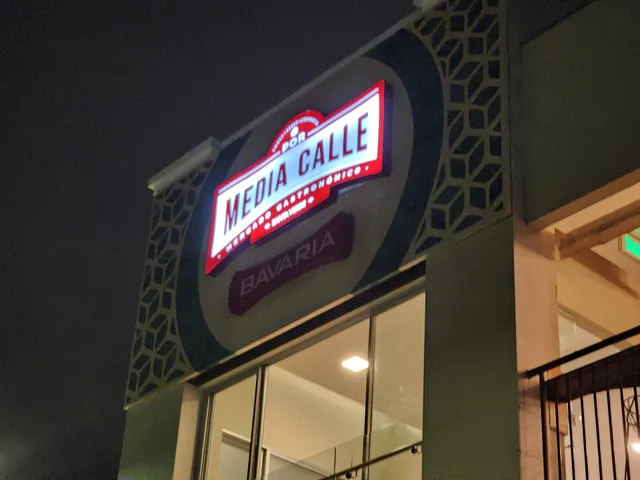 POR
MEDIA CALLE
• MERCADO GASTRONÓMICO •
BAVARIA